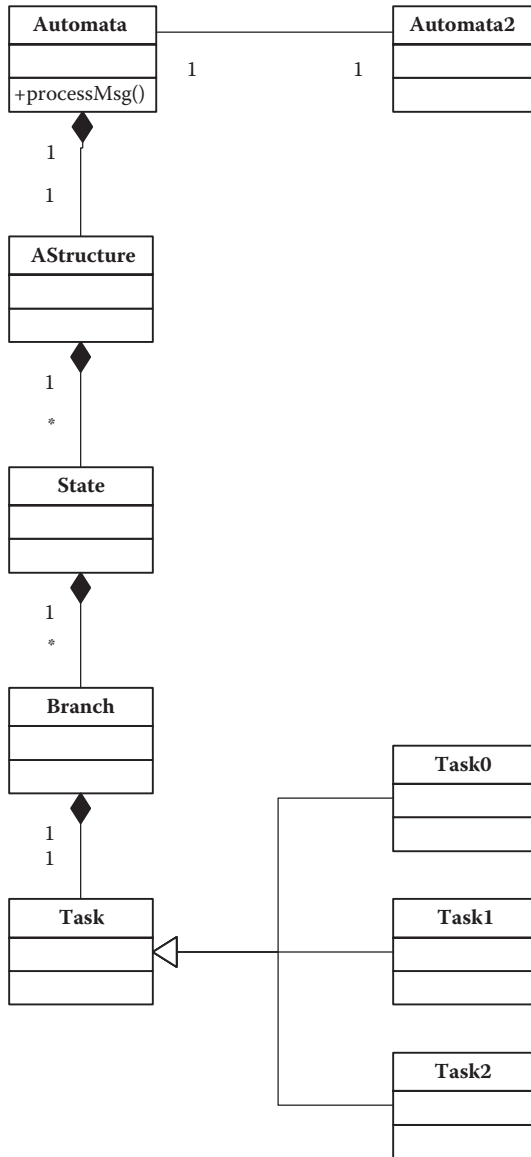 Automata
Automata2
1
1
+processMsg()
1
1
AStructure
1
*
State
1
*
Branch
Task0
1
1
Task
Task1
Task2